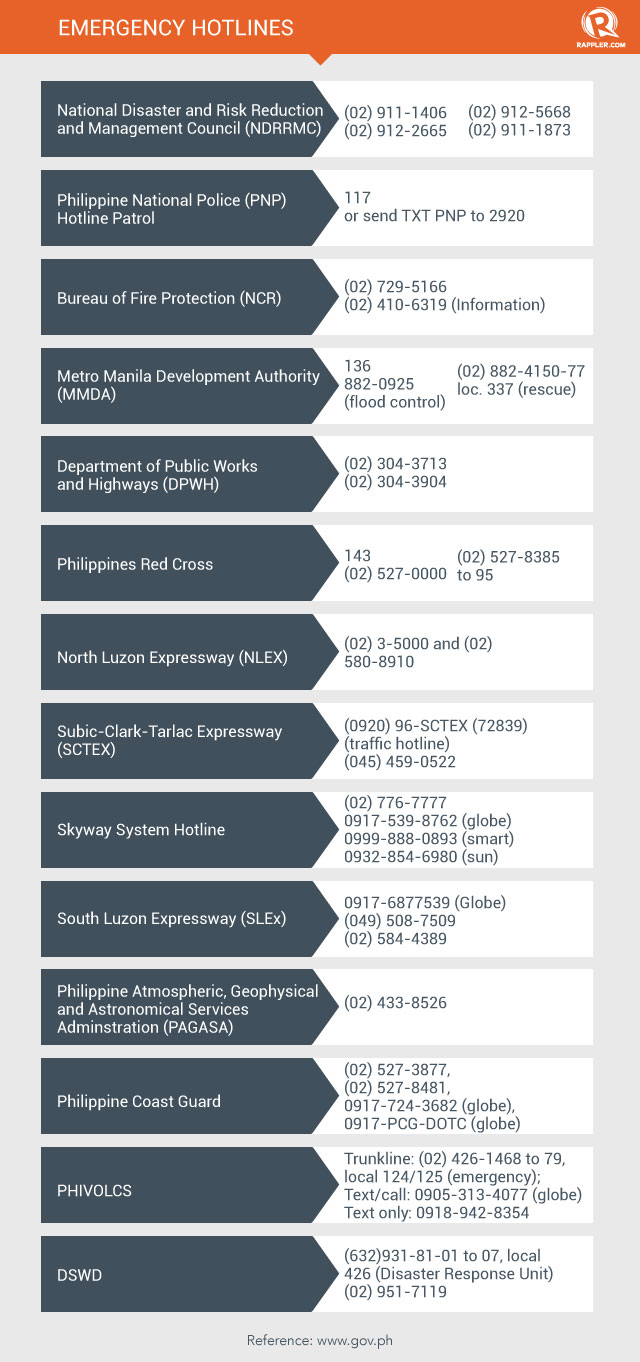 EMERGENCY HOTLINES
R
RAPPLER.COM
National Disaster and Risk Reduction
and Management Council (NDRRMC)
(02) 911-1406
(02) 912-2665
(02) 912-5668
(02) 911-1873
Philippine National Police (PNP)
Hotline Patrol
117
or send TXT PNP to 2920
Bureau of Fire Protection (NCR)
(02) 729-5166
(02) 410-6319 (Information)
Metro Manila Development Authority
(MMDA)
136
882-0925
(flood control)
(02) 882-4150-77
loc. 337 (rescue)
Department of Public Works
and Highways (DPWH)
(02) 304-3713
(02) 304-3904
Philippines Red Cross
143
(02) 527-0000
(02) 527-8385
to 95
North Luzon Expressway (NLEX)
(02) 3-5000 and (02)
580-8910
Subic-Clark-Tarlac Expressway
(SCTEX)
(0920) 96-SCTEX (72839)
(traffic hotline)
(045) 459-0522
Skyway System Hotline
(02) 776-7777
0917-539-8762 (globe)
0999-888-0893 (smart)
0932-854-6980 (sun)
South Luzon Expressway (SLEx)
0917-6877539 (Globe)
(049) 508-7509
(02) 584-4389
Philippine Atmospheric, Geophysical
and Astronomical Services
Adminstration (PAGASA)
(02) 433-8526
Philippine Coast Guard
(02) 527-3877,
(02) 527-8481,
0917-724-3682 (globe),
0917-PCG-DOTC (globe)
PHIVOLCS
Trunkline: (02) 426-1468 to 79,
local 124/125 (emergency);
Text/call: 0905-313-4077 (globe)
Text only: 0918-942-8354
DSWD
(632)931-81-01 to 07, local
426 (Disaster Response Unit)
(02) 951-7119
Reference: www.gov.ph